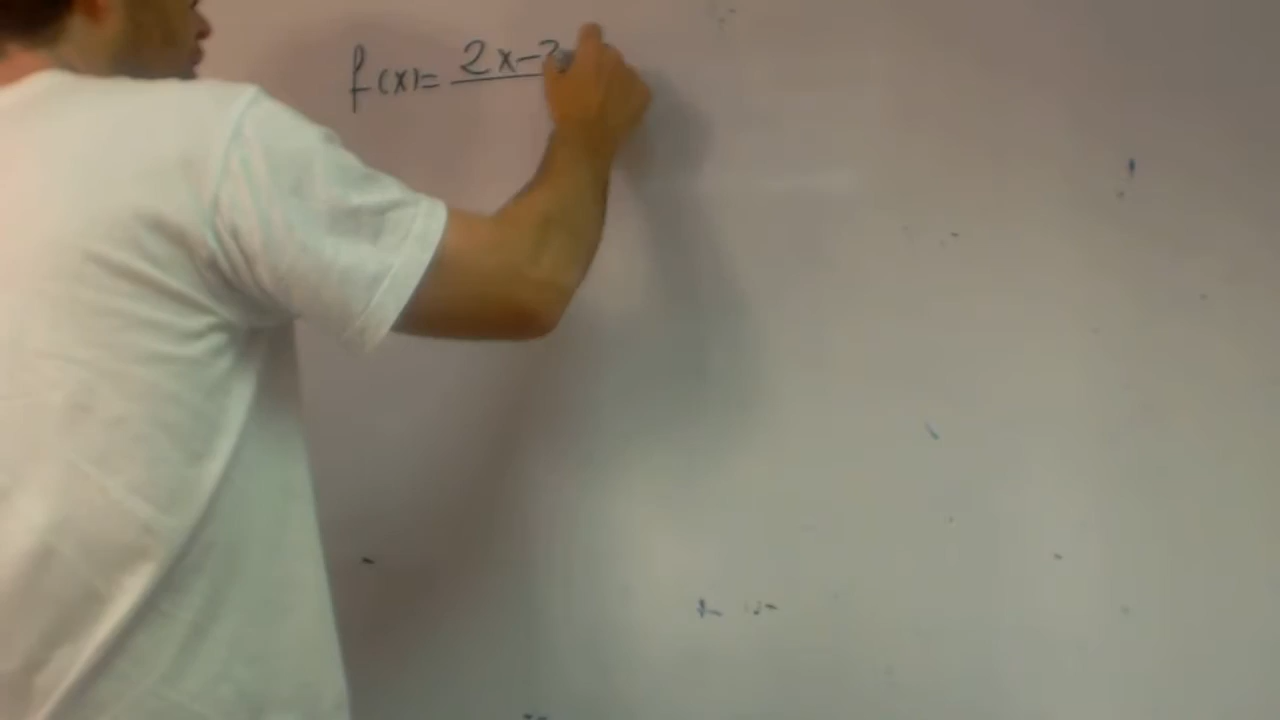 f(x)= 2x-